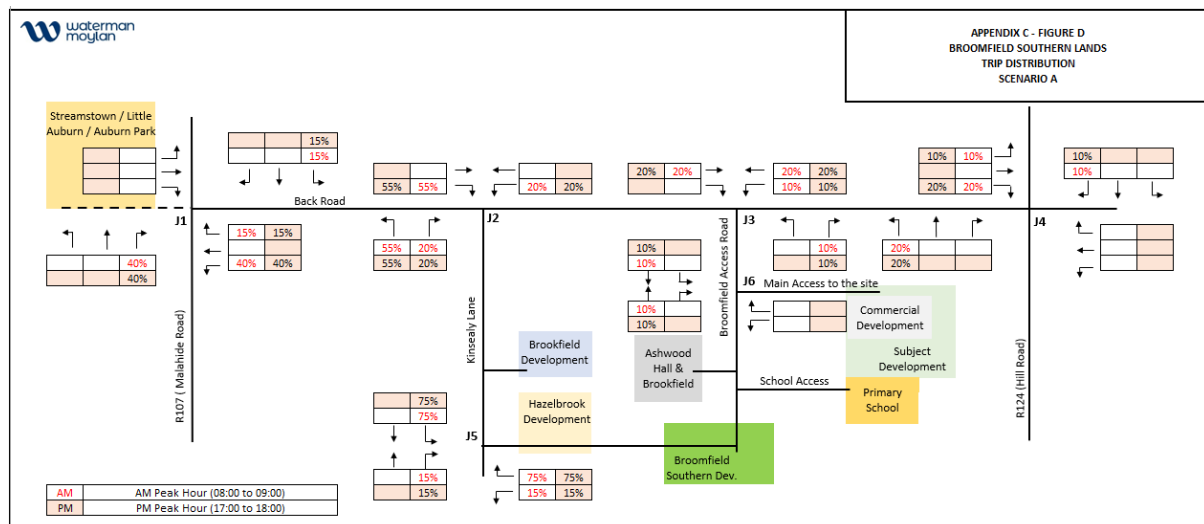 waterman
moylan
APPENDIX C - FIGURE D
BROOMFIELD SOUTHERN LANDS
TRIP DISTRIBUTION
SCENARIO A
Streamstown / Little
Auburn / Auburn Park
15%
15%
55% 55%
20% 20%
20% 20%
20% 20%
10% 10%
10% 10%
20% 20%
10%
10%
Back Road
J1
J2
J3
J4
40%
40%
15% 15%
40% 40%
55% 20%
55% 20%
10%
10%
10%
10%
10%
10%
20%
20%
R107 ( Malahide Road)
Kinsealy Lane
Broomfield Access Road
R124 (Hill Road)
J6
Main Access to the site
Commercial
Development
Subject
Development
Brookfield
Development
Ashwood
Hall &
Brookfield
School Access
Primary
School
Hazelbrook
Development
75%
75%
J5
Broomfield
Southern Dev.
15%
15%
75% 75%
15% 15%
AM AM Peak Hour (08:00 to 09:00)
PM PM Peak Hour (17:00 to 18:00)